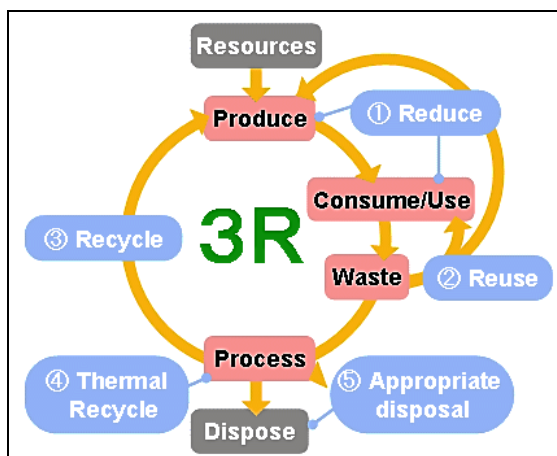 Resources
Produce
① Reduce
Consume/Use
③ Recycle
3R
Waste
② Reuse
Process
④ Thermal
Recycle
⑤ Appropriate
disposal
Dispose